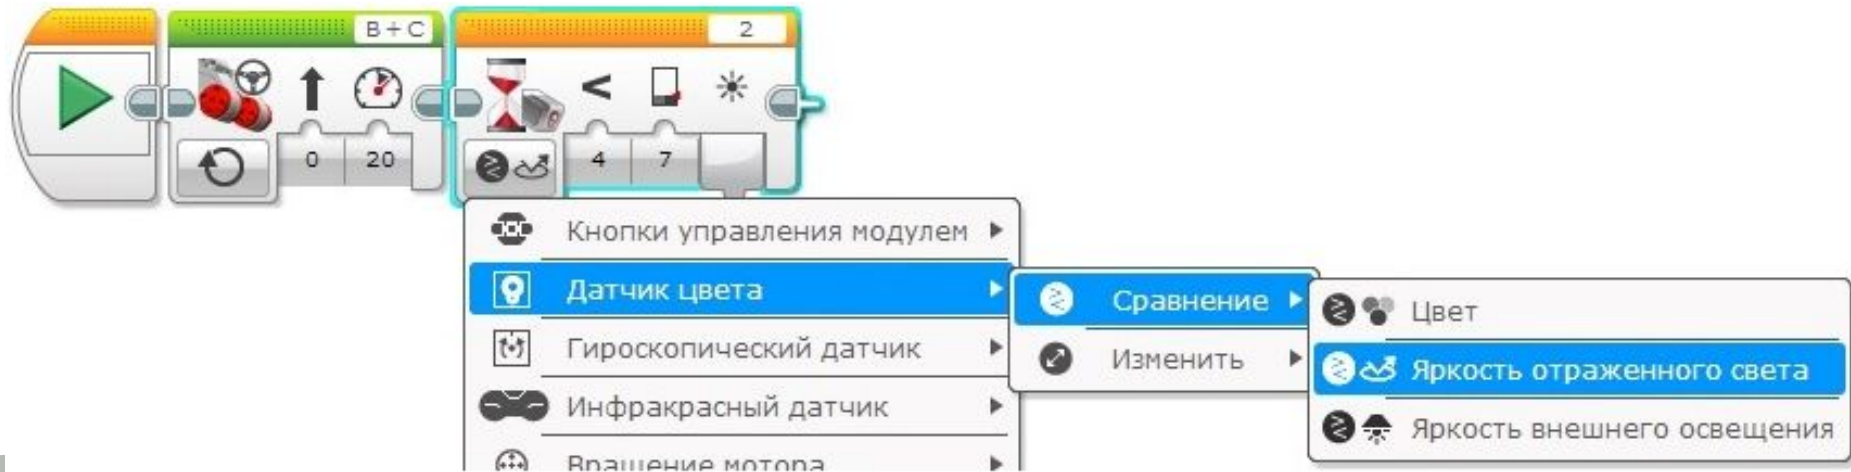 B+C
2
<
0
20
4
7
Кнопки управления модулем
Датчик цвета
Сравнение
Цвет
Гироскопический датчик
Изменить
Яркость отраженного света
Инфракрасный датчик
Яркость внешнего освещения
Вращение мотора